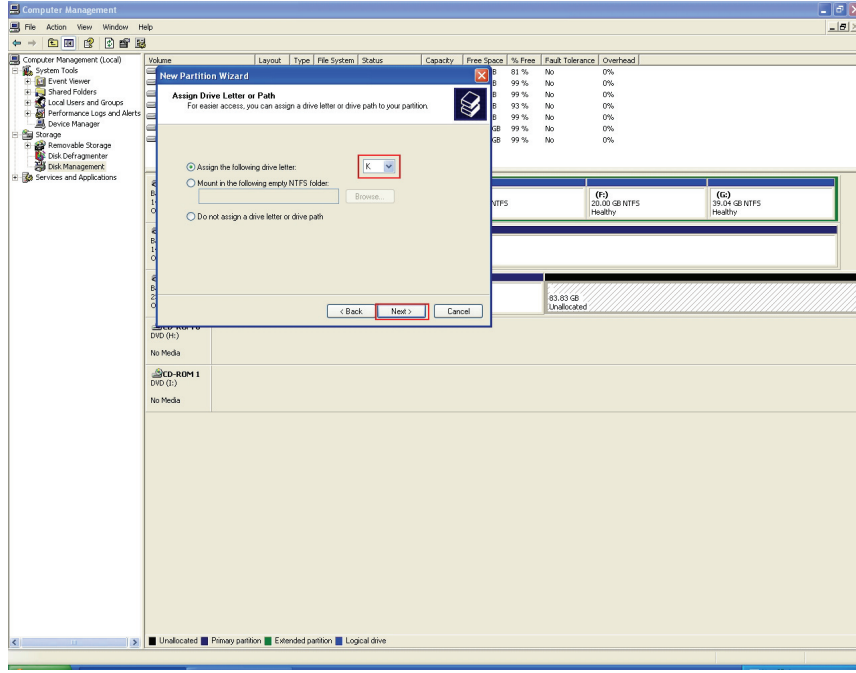 Computer Management
File Action View Window Help
Computer Management (Local)
System Tools
Event Viewer
Shared Folders
Local Users and Groups
Performance Logs and Alerts
Device Manager
Storage
Removable Storage
Disk Defragmenter
Disk Management
Services and Applications
Volume Layout Type File System Status Capacity Free Space % Free Fault Tolerance Overhead
B 81 % No 0%
B 99 % No 0%
B 99 % No 0%
B 93 % No 0%
B 99 % No 0%
GB 99 % No 0%
GB 99 % No 0%
New Partition Wizard
Assign Drive Letter or Path
For easier access, you can assign a drive letter or drive path to your partition.
Assign the following drive letter: K
Mount in the following empty NTFS folder:
Browse...
Do not assign a drive letter or drive path
< Back Next > Cancel
NTFS
(F:)
20.00 GB NTFS
Healthy
(G:)
39.04 GB NTFS
Healthy
83.83 GB
Unallocated
DVD (H:)
No Media
CD-ROM 1
DVD (I:)
No Media
Unallocated Primary partition Extended partition Logical drive